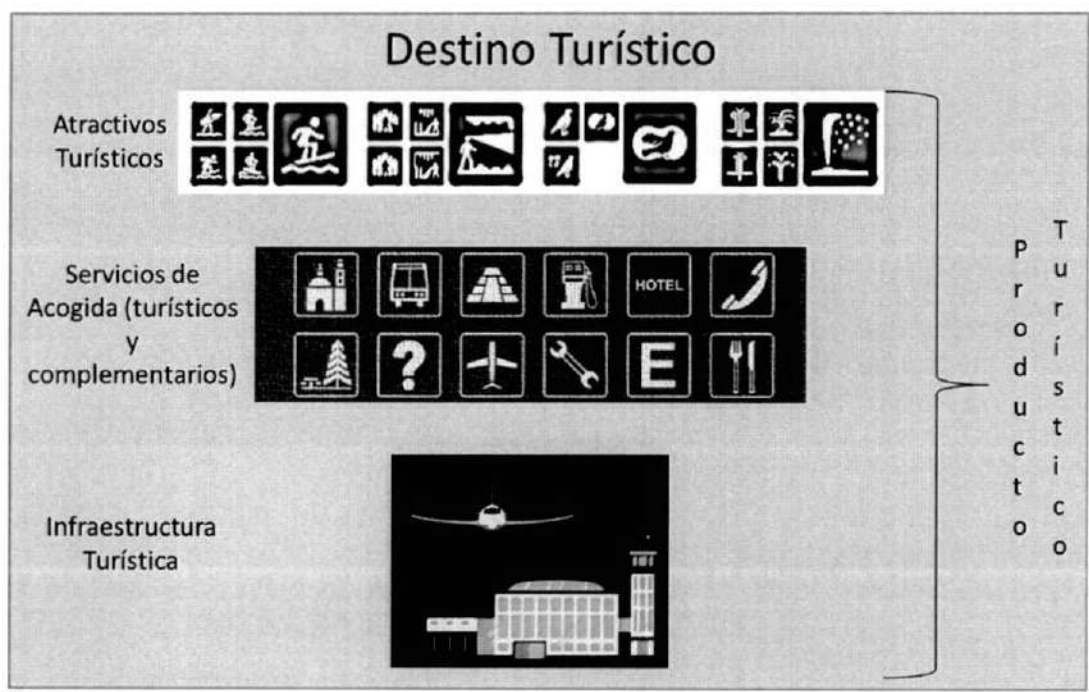 Destino Turístico
Atractivos
Turísticos
Servicios de
Acogida (turísticos
y
complementarios)
HOTEL
?
E
Infraestructura
Turística
Producto
Turístico